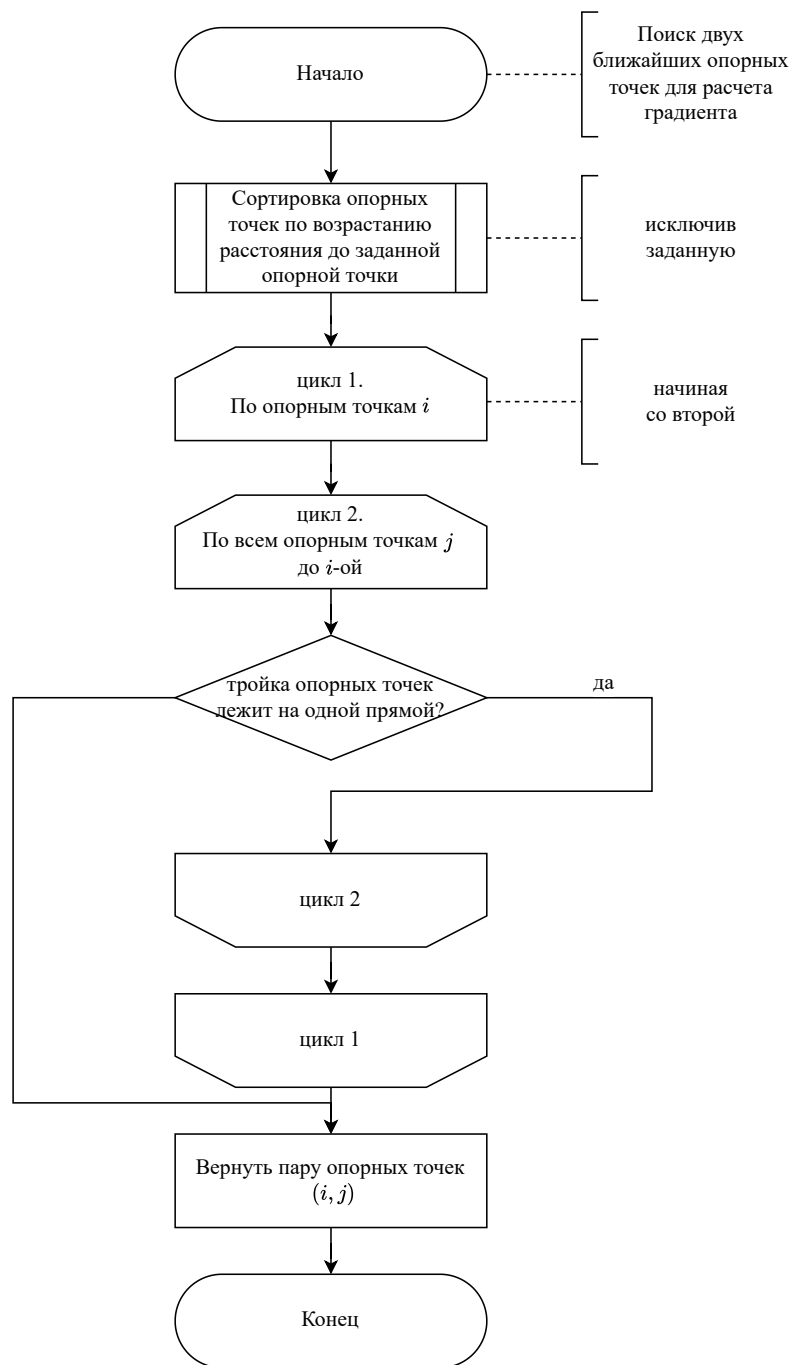 Начало
Поиск двух
ближайших опорных
точек для расчета
градиента
Сортировка опорных
точек по возрастанию
расстояния до заданной
опорной точки
исключив
заданную
цикл 1.
По опорным точкам i
начиная
со второй
цикл 2.
По всем опорным точкам j
до i-ой
тройка опорных точек
лежит на одной прямой?
да
цикл 2
цикл 1
Вернуть пару опорных точек
(i, j)
Конец